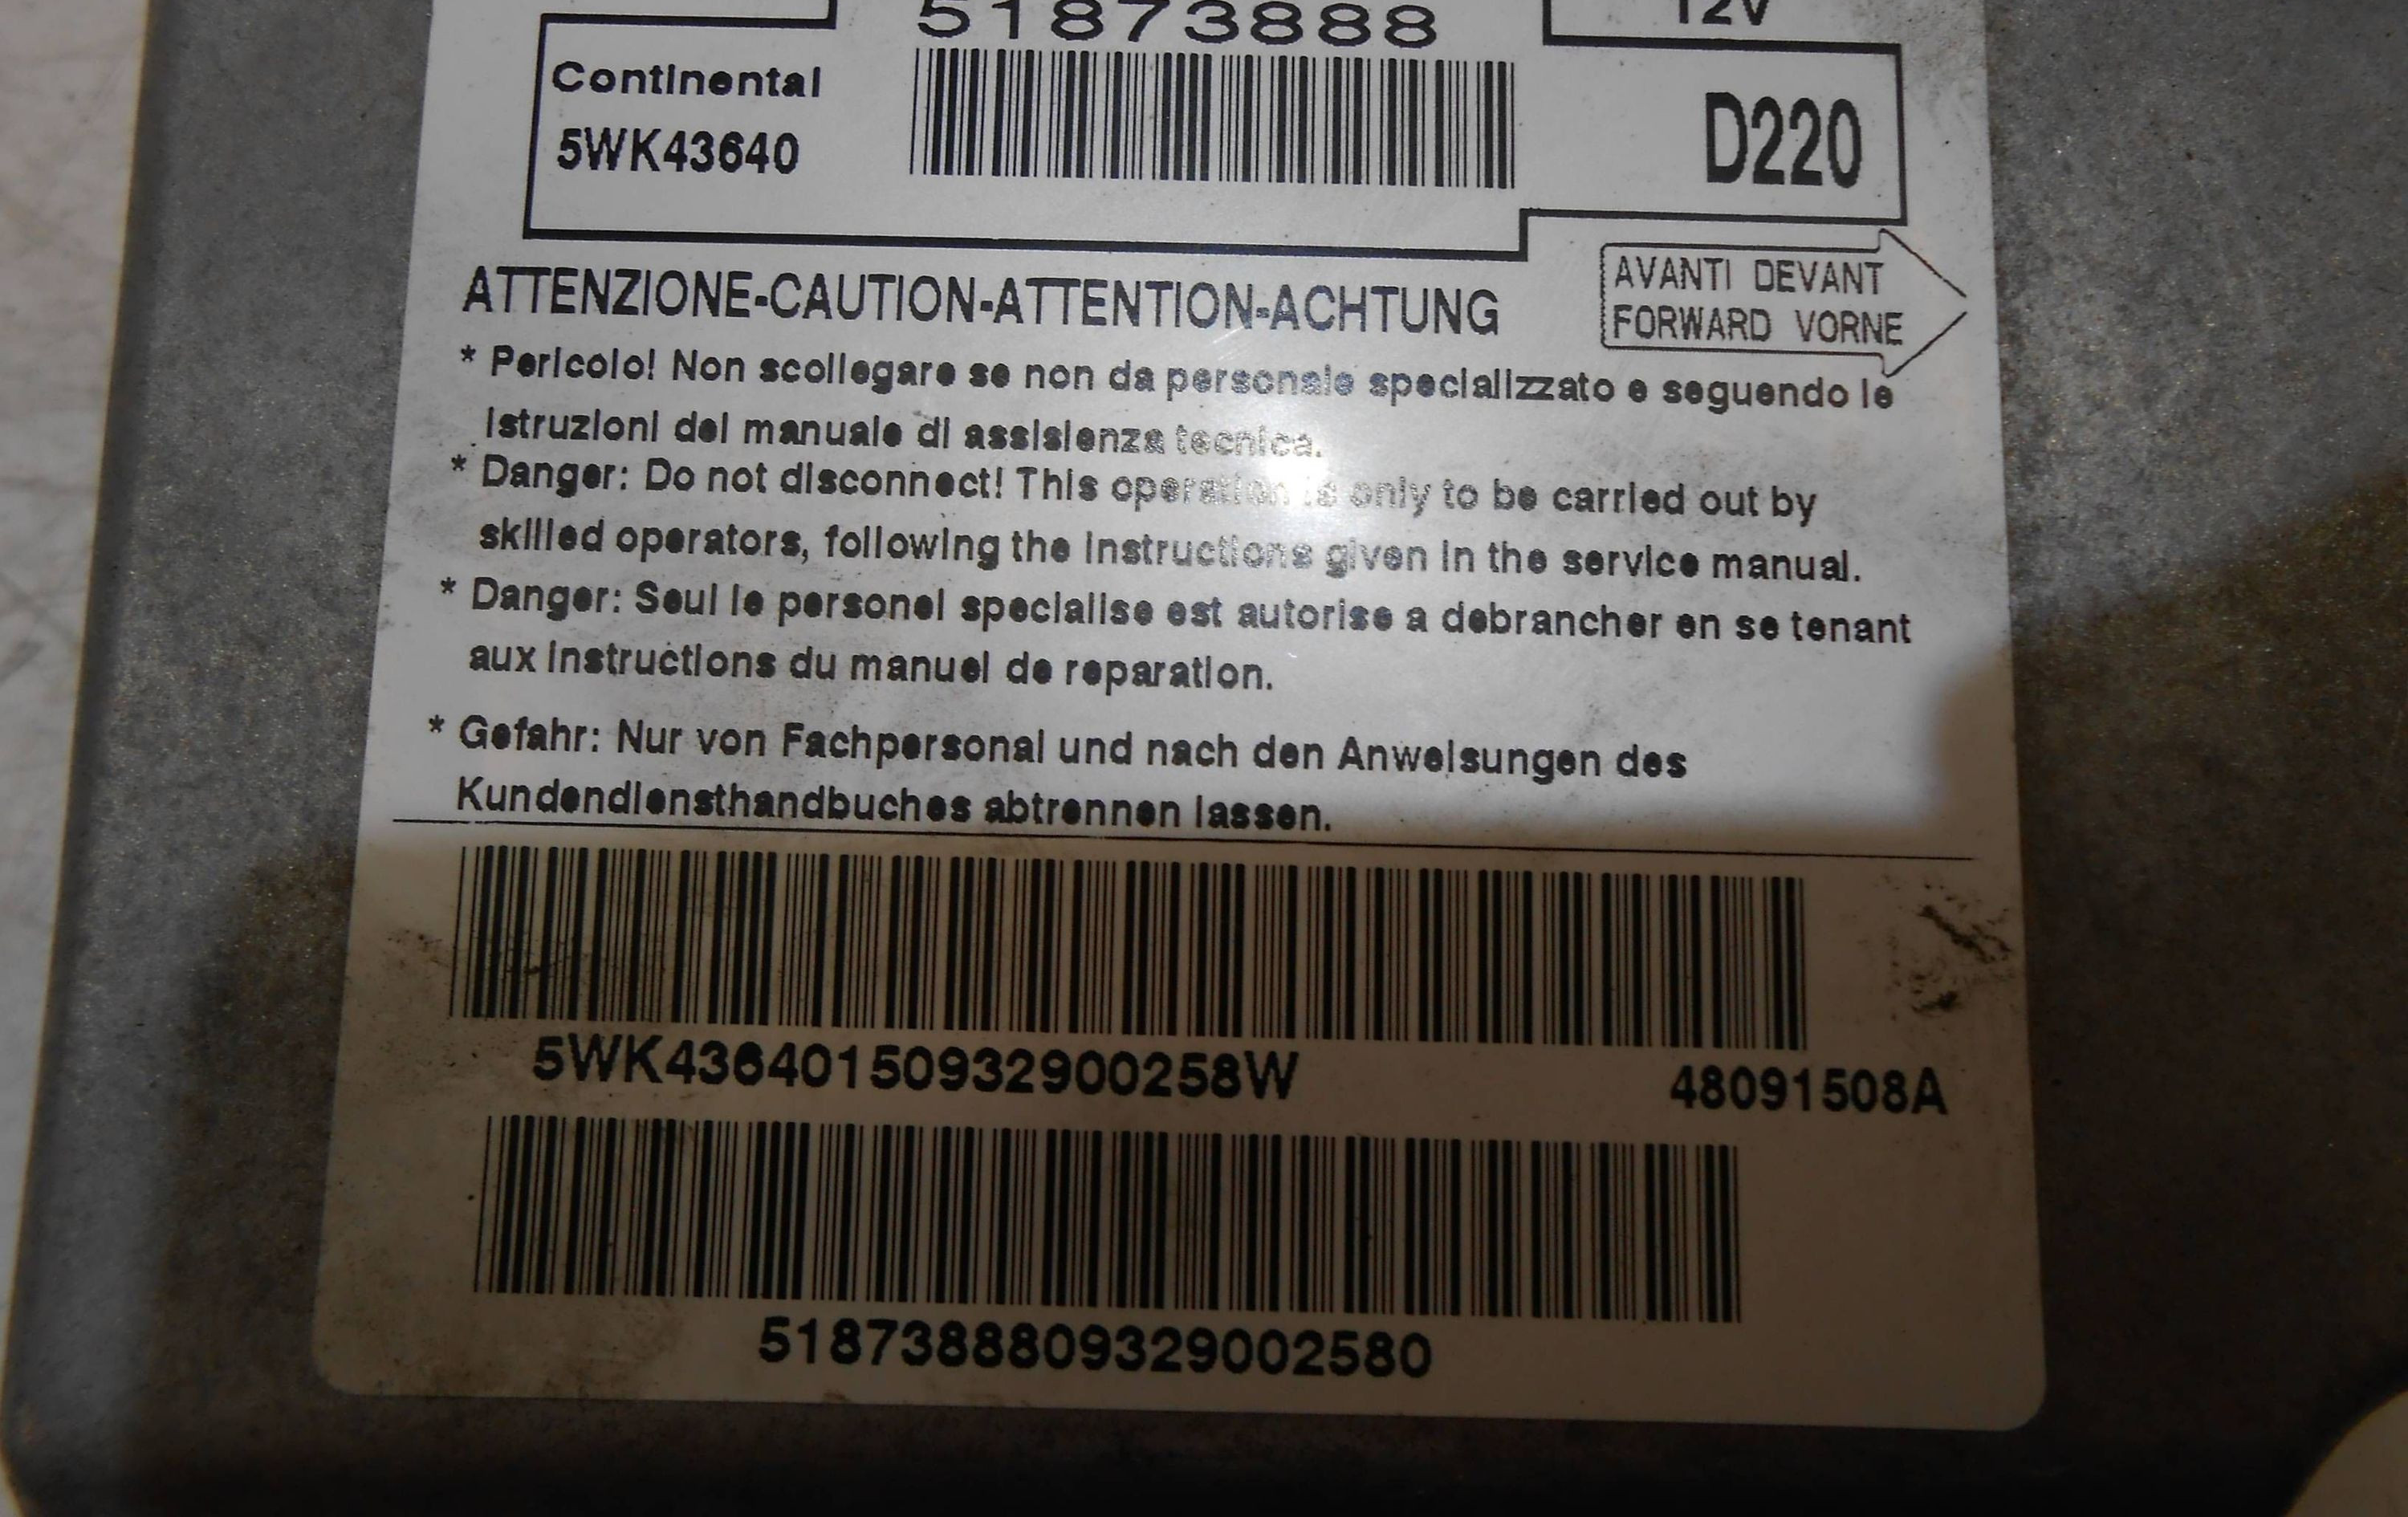 51873888
12V
Continental
5WK43640
D220
ATTENZIONE-CAUTION-ATTENTION-ACHTUNG
AVANTI DEVANT
FORWARD VORNE
* Pericolo! Non scollegare se non da personale specializzato e seguendo le
istruzioni del manuale di assisienza tecnica.
* Danger: Do not disconnect! This operation is only to be carried out by
skilled operators, following the instructions given in the service manual.
* Danger: Seul le personel specialise est autorise a debrancher en se tenant
aux instructions du manuel de reparation.
* Gefahr: Nur von Fachpersonal und nach den Anweisungen des
Kundendiensthandbuches abtrennen lassen.
5WK43640150932900258W
48091508A
5187388809329002580